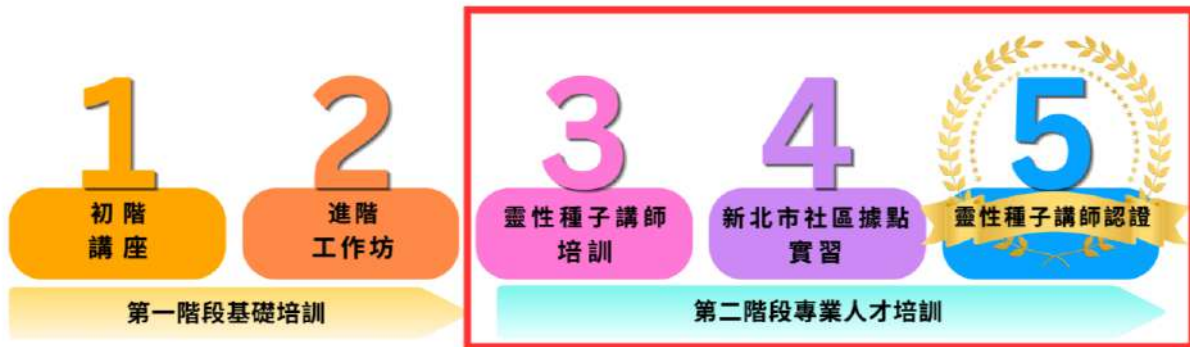 1
初階
講座
2
進階
工作坊
3
靈性種子講師
培訓
4
新北市社區據點
實習
5
靈性種子講師認證
第一階段基礎培訓
第二階段專業人才培訓